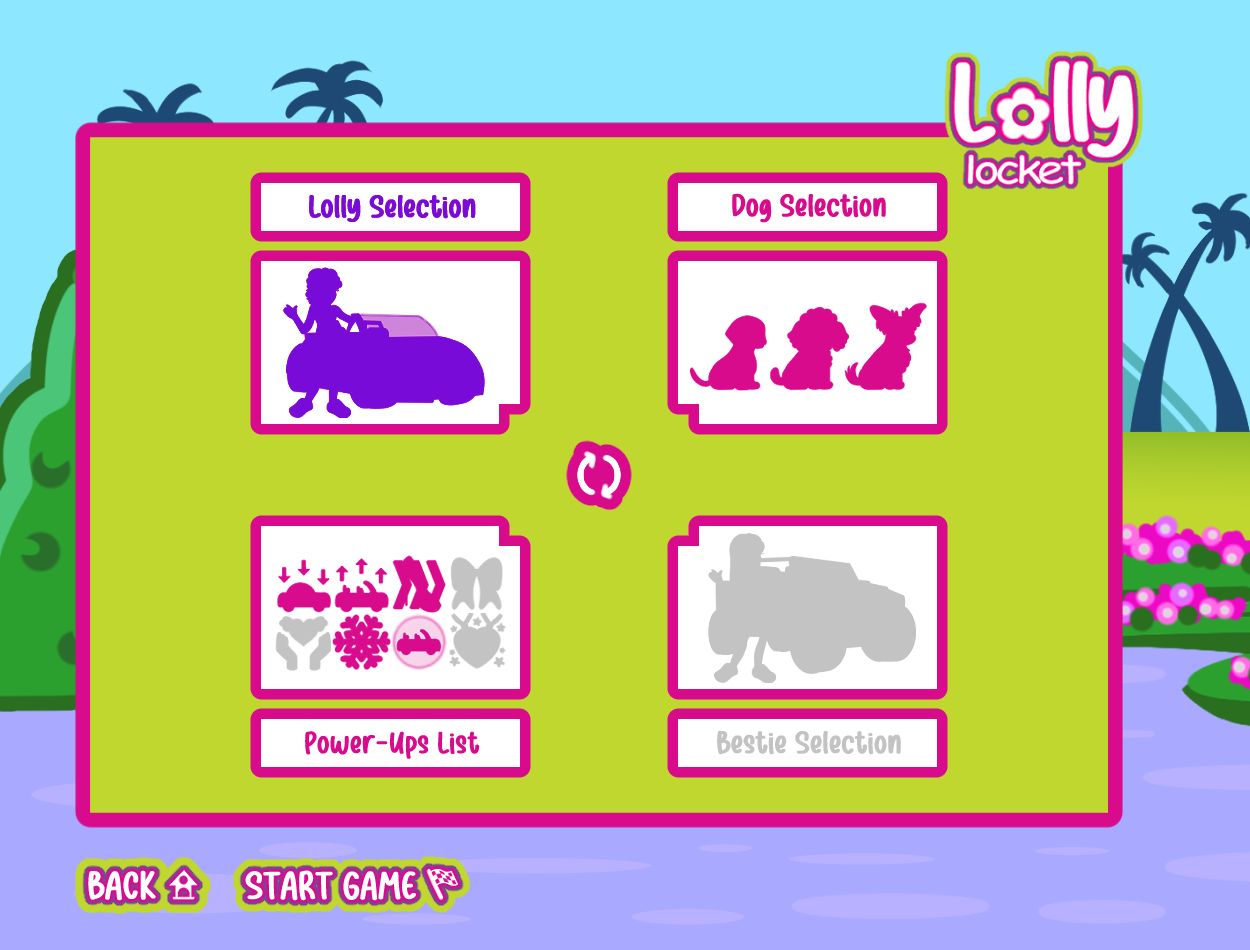 Lolly
locket
Lolly Selection
Dog Selection
Power-Ups List
Bestie Selection
BACK
START GAME